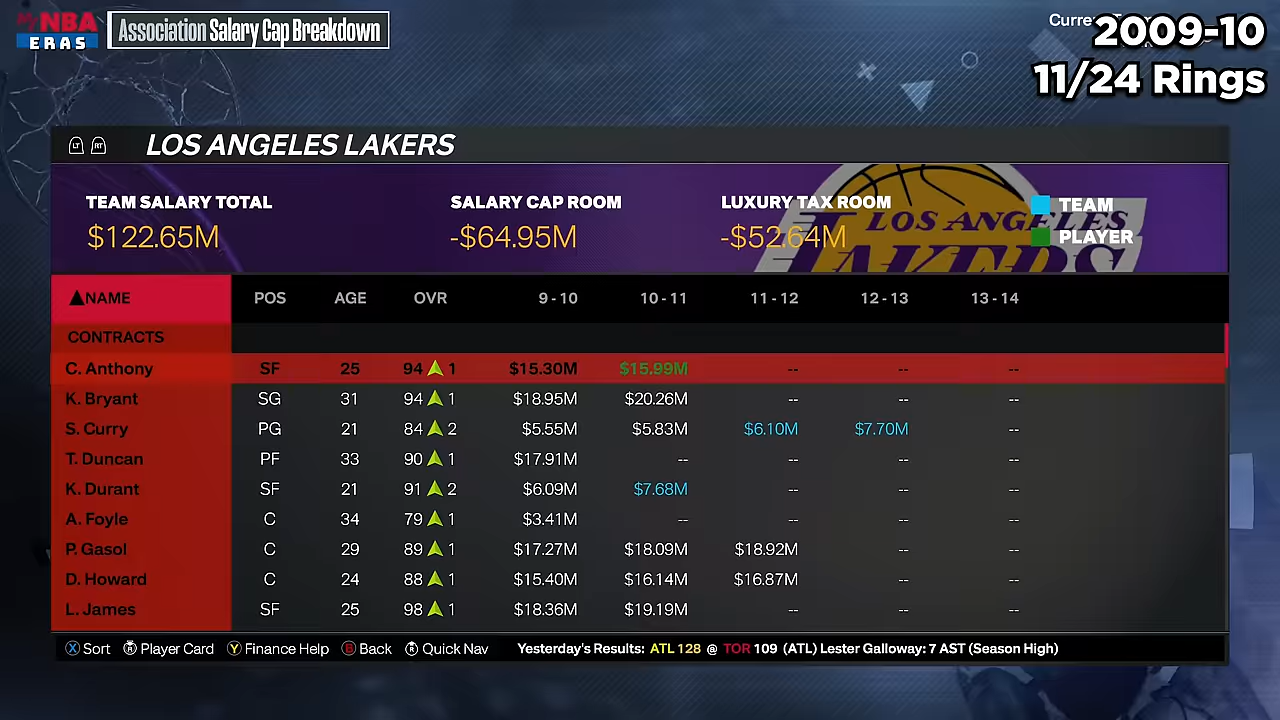 MyNBA
ERAS
Association Salary Cap Breakdown
2009-10
11/24 Rings
LT RT LOS ANGELES LAKERS
TEAM SALARY TOTAL SALARY CAP ROOM LUXURY TAX ROOM TEAM
$122.65M -$64.95M -$52.64M PLAYER
LOS ANGELES
LAKERS
NAME POS AGE OVR 9 - 10 10 - 11 11 - 12 12 - 13 13 - 14
CONTRACTS
C. Anthony SF 25 94 1 $15.30M $15.99M -- -- --
K. Bryant SG 31 94 1 $18.95M $20.26M -- -- --
S. Curry PG 21 84 2 $5.55M $5.83M $6.10M $7.70M --
T. Duncan PF 33 90 1 $17.91M -- -- -- --
K. Durant SF 21 91 2 $6.09M $7.68M -- -- --
A. Foyle C 34 79 1 $3.41M -- -- -- --
P. Gasol C 29 89 1 $17.27M $18.09M $18.92M -- --
D. Howard C 24 88 1 $15.40M $16.14M $16.87M -- --
L. James SF 25 98 1 $18.36M $19.19M -- -- --
X Sort R Player Card Y Finance Help B Back R Quick Nav Yesterday's Results: ATL 128 @ TOR 109 (ATL) Lester Galloway: 7 AST (Season High)